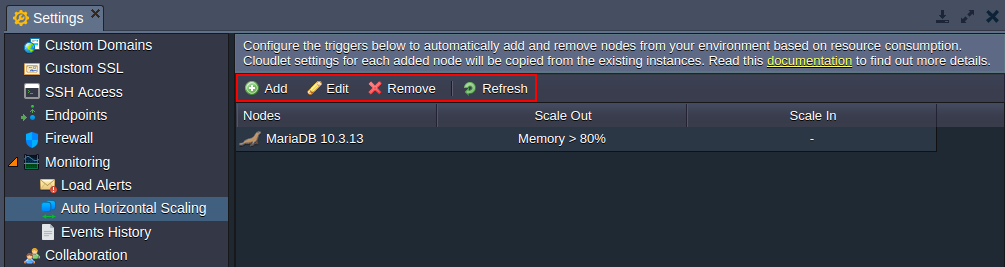 Settings
Custom Domains
Custom SSL
SSH Access
Endpoints
Firewall
Monitoring
Load Alerts
Auto Horizontal Scaling
Events History
Collaboration
Configure the triggers below to automatically add and remove nodes from your environment based on resource consumption.
Cloudlet settings for each added node will be copied from the existing instances. Read this documentation to find out more details.
Add Edit Remove Refresh
Nodes Scale Out Scale In
MariaDB 10.3.13 Memory > 80% -